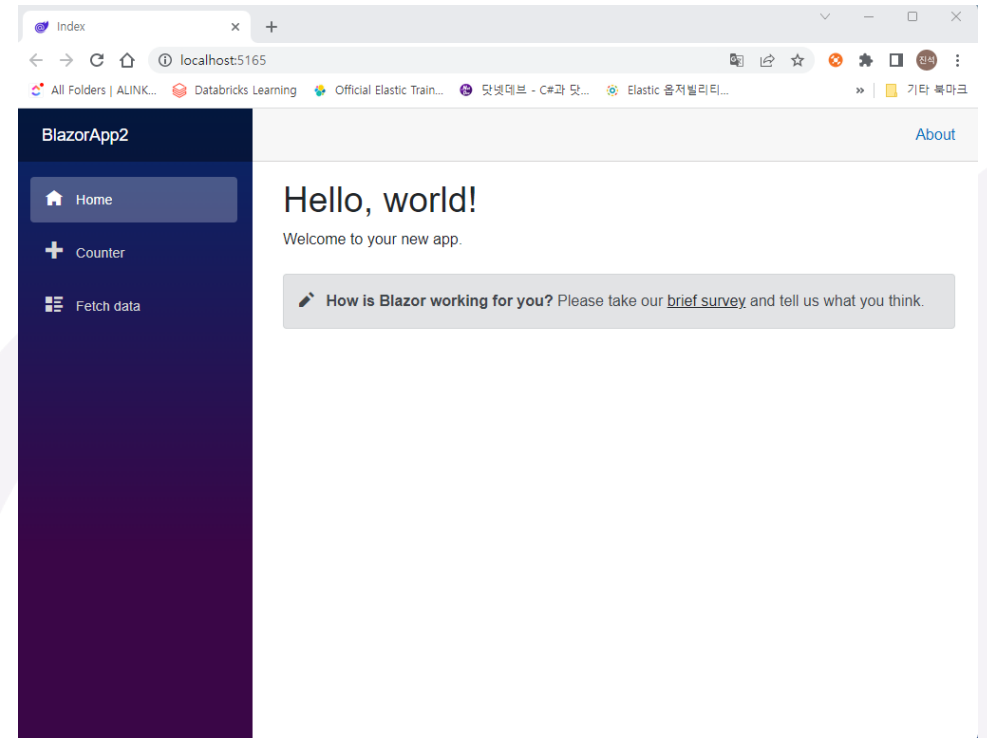 Index
localhost:5165
진석
All Folders | ALINK... Databricks Learning Official Elastic Train... 닷넷데브 - C#과 닷... Elastic 옵저빌리티... » 기타 북마크
BlazorApp2
About
Home
Counter
Fetch data
Hello, world!
Welcome to your new app.
How is Blazor working for you? Please take our brief survey and tell us what you think.